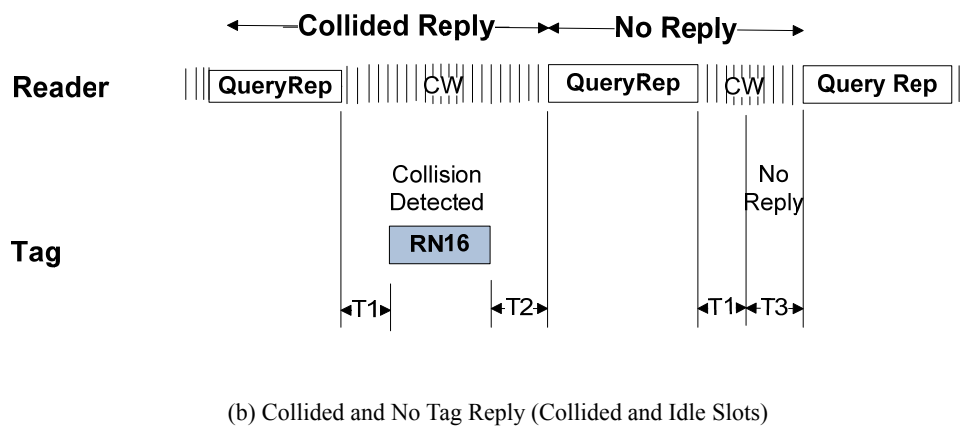 Collided Reply No Reply
Reader QueryRep CW QueryRep CW Query Rep
Collision
Detected
No
Reply
Tag RN16
T1 T2 T1 T3
(b) Collided and No Tag Reply (Collided and Idle Slots)